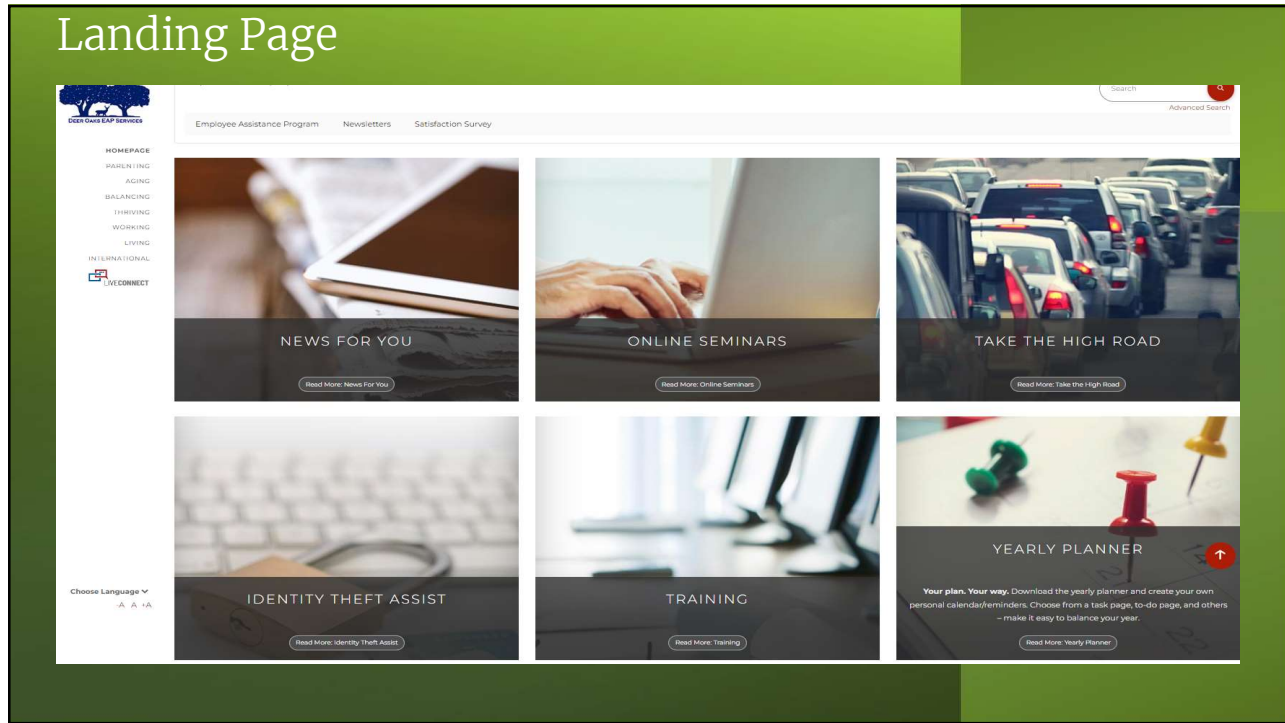 Landing Page
DEER OAKS EAP SERVICES
Search
Advanced Search
Employee Assistance Program Newsletters Satisfaction Survey
HOMEPAGE
PARENTING
AGING
BALANCING
THRIVING
WORKING
LIVING
INTERNATIONAL
LIVECONNECT
NEWS FOR YOU
Read More: News For You
ONLINE SEMINARS
Read More: Online Seminars
TAKE THE HIGH ROAD
Read More: Take the High Road
IDENTITY THEFT ASSIST
Read More: Identity Theft Assist
TRAINING
Read More: Training
YEARLY PLANNER
Your plan. Your way. Download the yearly planner and create your own
personal calendar/reminders. Choose from a task page, to-do page, and others
– make it easy to balance your year.
Read More: Yearly Planner
Choose Language
-A A +A